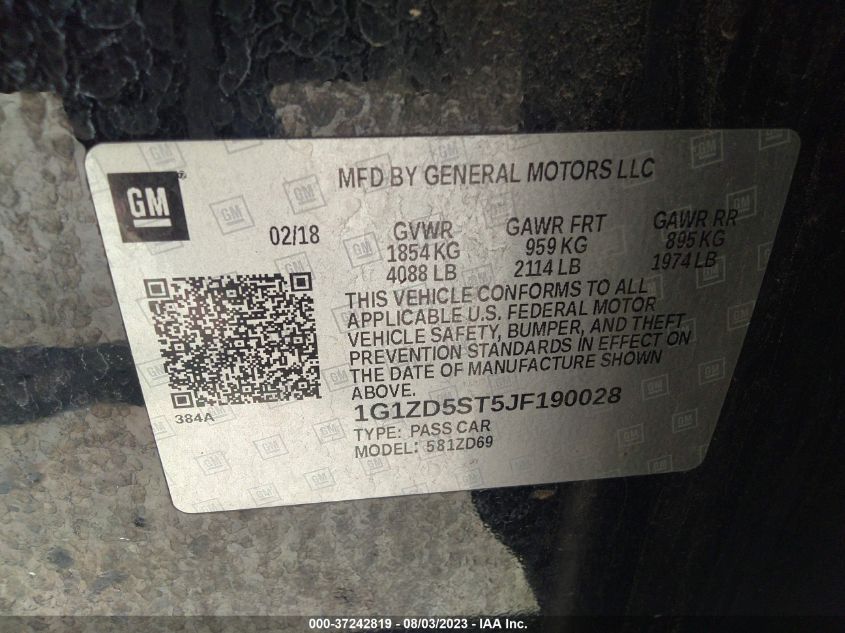 GM
MFD BY GENERAL MOTORS LLC
02/18
GVWR GAWR FRT GAWR RR
1854 KG 959 KG 895 KG
4088 LB 2114 LB 1974 LB
THIS VEHICLE CONFORMS TO ALL
APPLICABLE U.S. FEDERAL MOTOR
VEHICLE SAFETY, BUMPER, AND THEFT
PREVENTION STANDARDS IN EFFECT ON
THE DATE OF MANUFACTURE SHOWN
ABOVE.
384A
1G1ZD5ST5JF190028
TYPE: PASS CAR
MODEL: 581ZD69
000-37242819 - 08/03/2023 - IAA Inc.